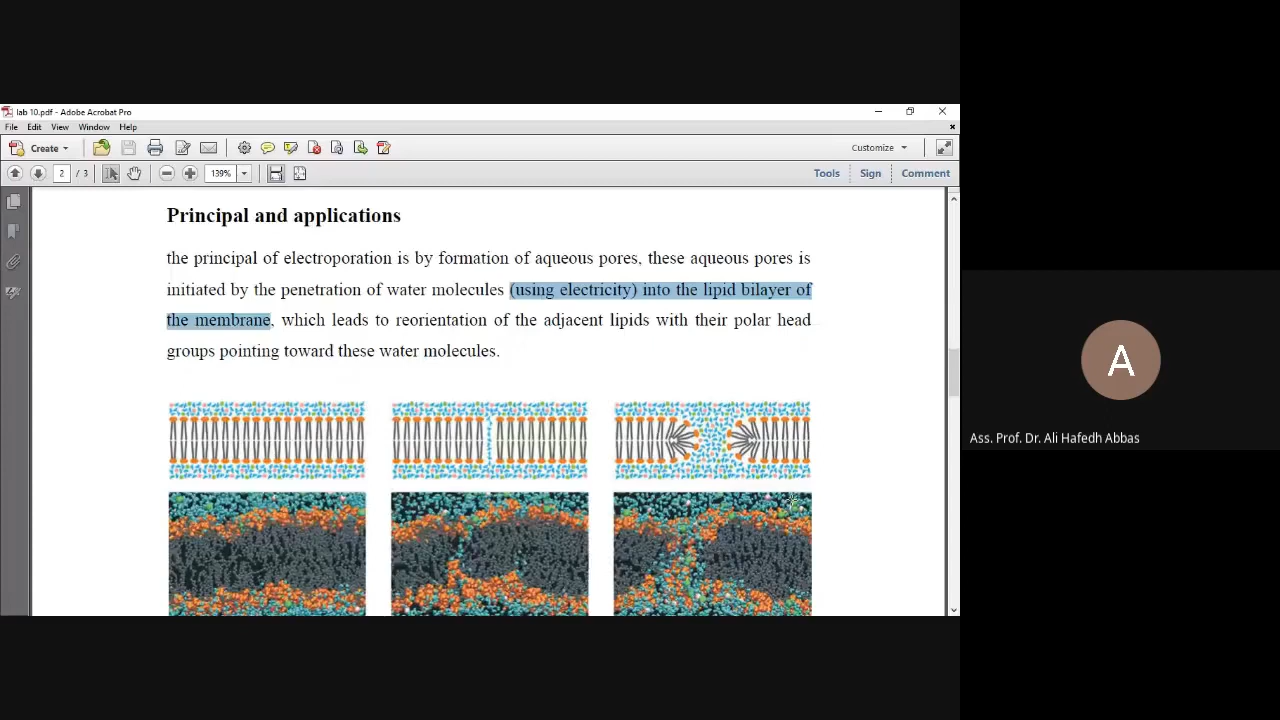 lab 10.pdf - Adobe Acrobat Pro
File Edit View Window Help
Create Customize
2 / 3 139% Tools Sign Comment
Principal and applications
the principal of electroporation is by formation of aqueous pores, these aqueous pores is
initiated by the penetration of water molecules (using electricity) into the lipid bilayer of
the membrane, which leads to reorientation of the adjacent lipids with their polar head
groups pointing toward these water molecules.
A
Ass. Prof. Dr. Ali Hafedh Abbas